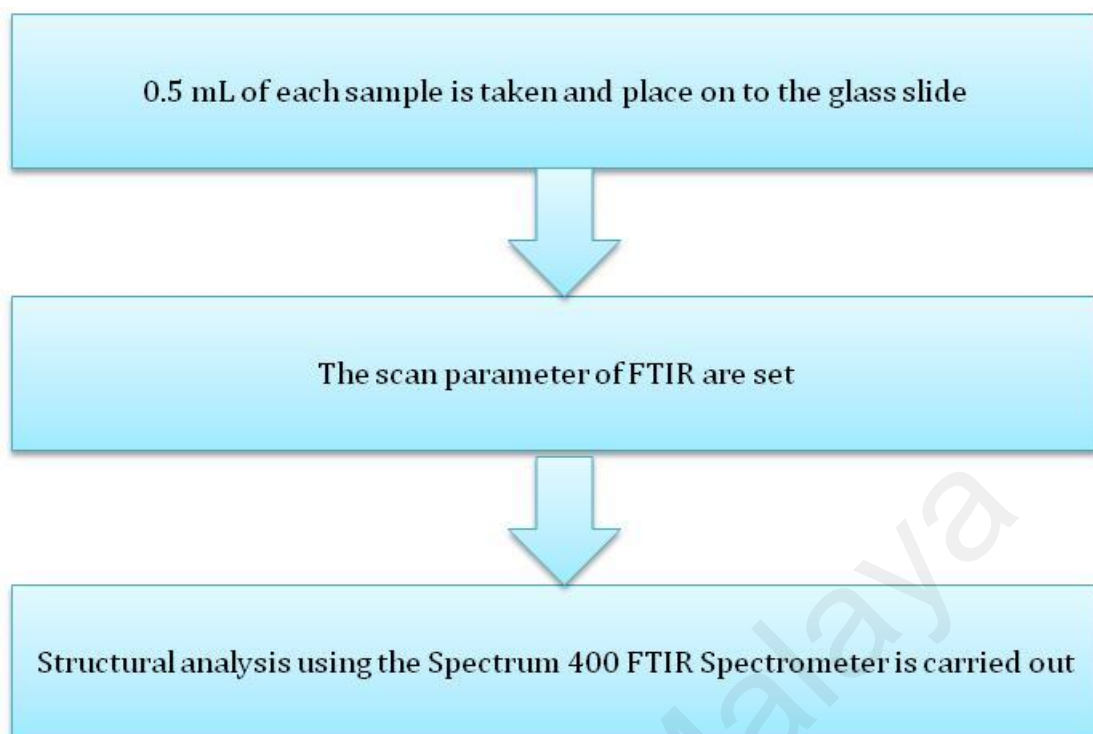 0.5 mL of each sample is taken and place on to the glass slide
The scan parameter of FTIR are set
Structural analysis using the Spectrum 400 FTIR Spectrometer is carried out
Malaya